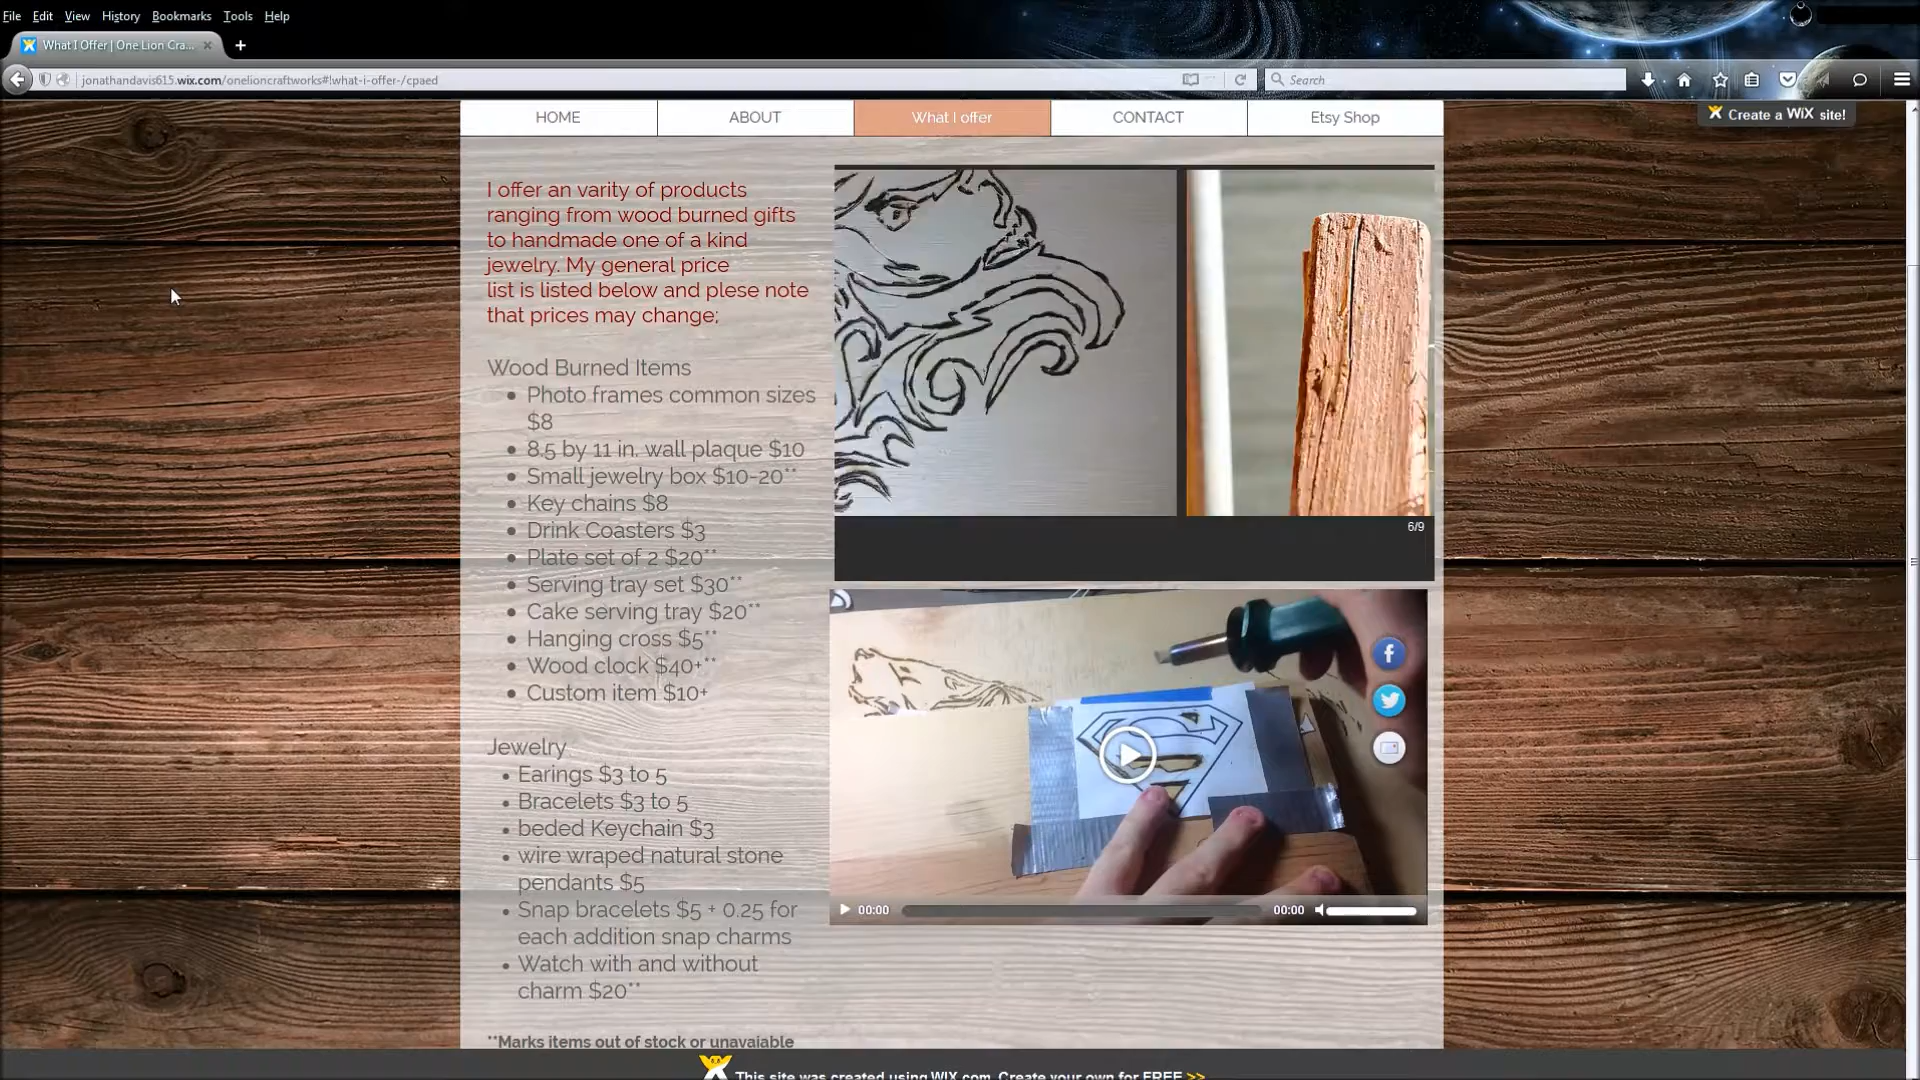 File Edit View History Bookmarks Tools Help
What I Offer | One Lion Cra...
jonathandavis615.wix.com/onelioncraftworks#!what-i-offer-/cpaed
Search
HOME ABOUT What I offer CONTACT Etsy Shop
Create a WiX site!
I offer an varity of products
ranging from wood burned gifts
to handmade one of a kind
jewelry. My general price
list is listed below and plese note
that prices may change;
Wood Burned Items
• Photo frames common sizes
$8
• 8.5 by 11 in. wall plaque $10
• Small jewelry box $10-20**
• Key chains $8
• Drink Coasters $3
• Plate set of 2 $20**
• Serving tray set $30**
• Cake serving tray $20**
• Hanging cross $5**
• Wood clock $40+**
• Custom item $10+
6/9
Jewelry
• Earings $3 to 5
• Bracelets $3 to 5
• beded Keychain $3
• wire wraped natural stone
pendants $5
• Snap bracelets $5 + 0.25 for
each addition snap charms
• Watch with and without
charm $20**
00:00 00:00
**Marks items out of stock or unavaiable
This site was created using WIX.com. Create your own for FREE >>